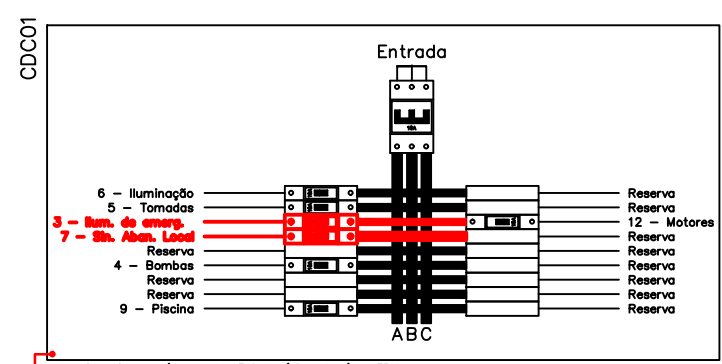 CDC01
Entrada
10A
6 - Iluminação
5 - Tomadas
3 - Ilum. de emerg.
7 - Sin. Aban. Local
Reserva
4 - Bombas
Reserva
Reserva
9 - Piscina
Reserva
Reserva
12 - Motores
Reserva
Reserva
Reserva
Reserva
Reserva
Reserva
A B C